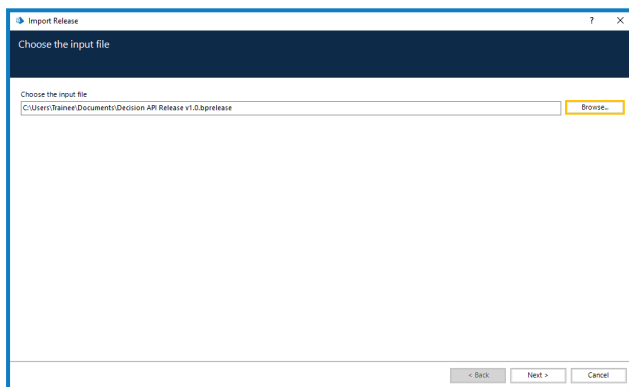 Import Release
?
Choose the input file
Choose the input file
C:\Users\Trainee\Documents\Decision API Release v1.0.bprelease
Browse...
< Back
Next >
Cancel